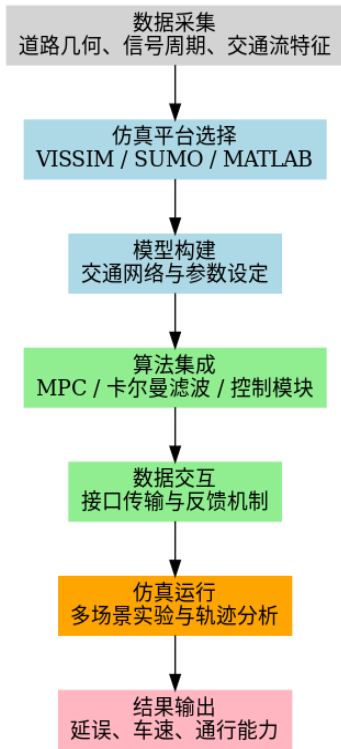 数据采集
道路几何、信号周期、交通流特征
仿真平台选择
VISSIM / SUMO / MATLAB
模型构建
交通网络与参数设定
算法集成
MPC / 卡尔曼滤波 / 控制模块
数据交互
接口传输与反馈机制
仿真运行
多场景实验与轨迹分析
结果输出
延误、车速、通行能力